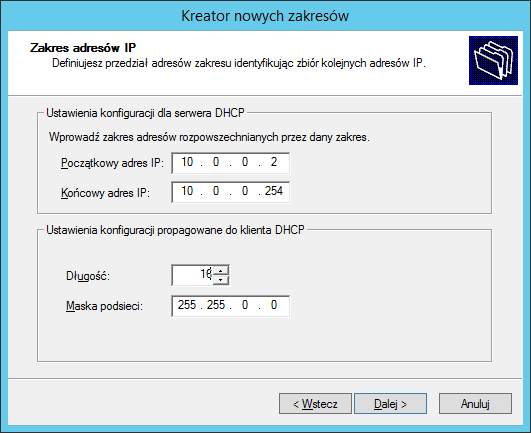 Kreator nowych zakresów
Zakres adresów IP
Definiujesz przedział adresów zakresu identyfikując zbiór kolejnych adresów IP.
Ustawienia konfiguracji dla serwera DHCP
Wprowadź zakres adresów rozpowszechnianych przez dany zakres.
Początkowy adres IP: 10 . 0 . 0 . 2
Końcowy adres IP: 10 . 0 . 0 . 254
Ustawienia konfiguracji propagowane do klienta DHCP
Długość: 16
Maska podsieci: 255 . 255 . 0 . 0
< Wstecz Dalej > Anuluj